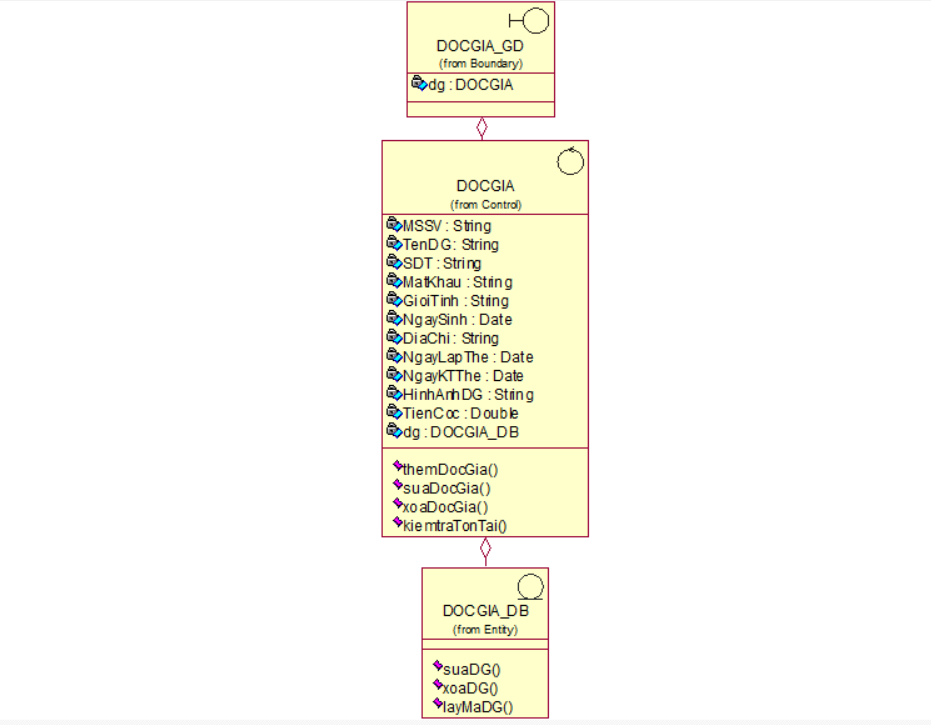 DOCGIA_GD
(from Boundary)
dg : DOCGIA
DOCGIA
(from Control)
MSSV : String
TenDG : String
SDT : String
MatKhau : String
GioiTinh : String
NgaySinh : Date
DiaChi : String
NgayLapThe : Date
NgayKTThe : Date
HinhAnhDG : String
TienCoc : Double
dg : DOCGIA_DB
themDocGia()
suaDocGia()
xoaDocGia()
kiemtraTonTai()
DOCGIA_DB
(from Entity)
suaDG()
xoaDG()
layMaDG()